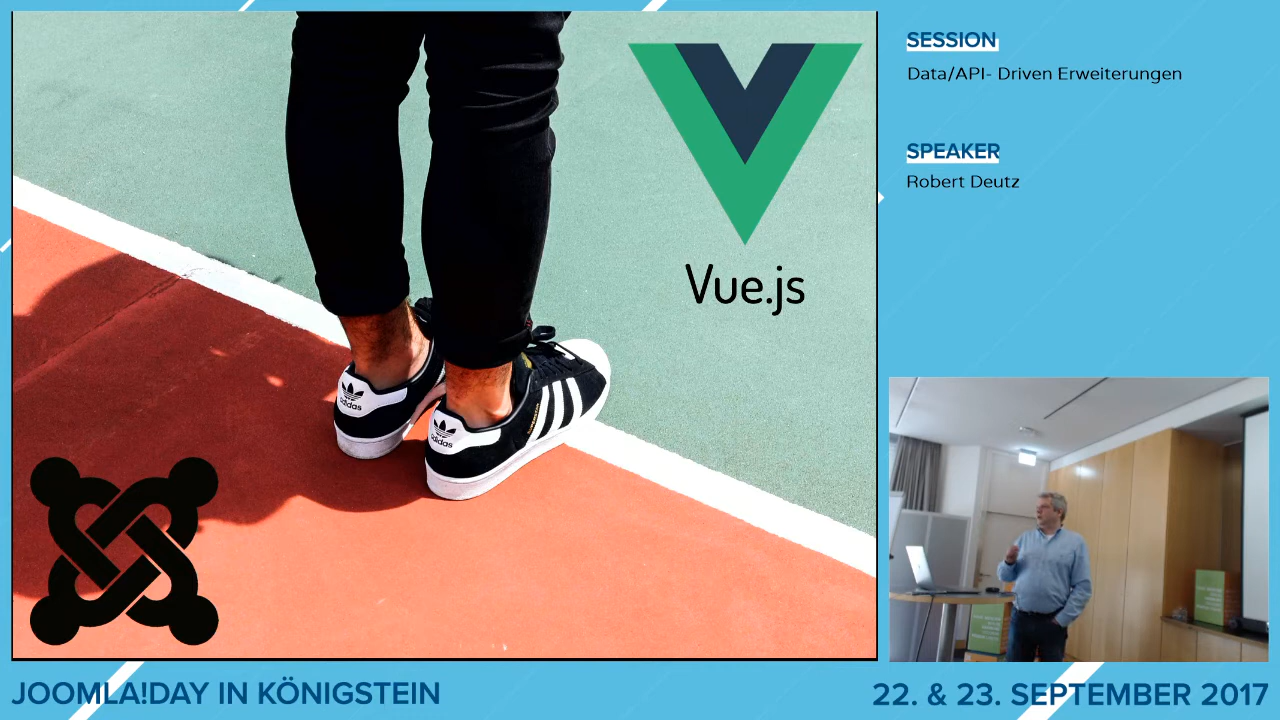 SESSION
Data/API- Driven Erweiterungen
SPEAKER
Robert Deutz
Vue.js
adidas
adidas
JOOMLA!DAY IN KÖNIGSTEIN
22. & 23. SEPTEMBER 2017